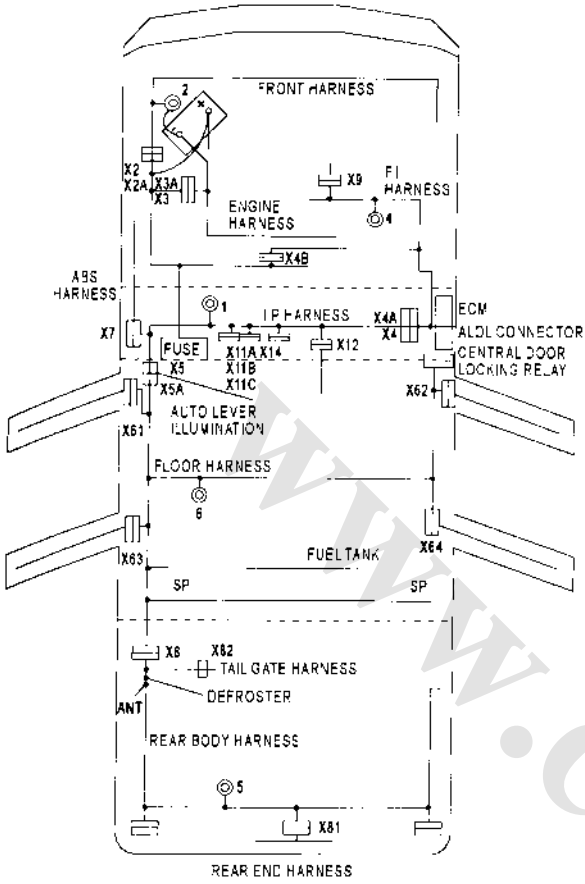 FRONT HARNESS
2
X2
X2A
X3A
X3
X9
FI
HARNESS
4
ENGINE
HARNESS
X4B
ABS
HARNESS
1
I P HARNESS
X4A
X4
ECM
ALDL CONNECTOR
CENTRAL DOOR
LOCKING RELAY
X7
FUSE
X11A
X11B
X11C
X14
X12
X5
X5A
AUTO LEVER
ILLUMINATION
X61
X62
FLOOR HARNESS
6
X63
X64
FUEL TANK
SP
SP
X8
X82
TAIL GATE HARNESS
DEFROSTER
ANT
REAR BODY HARNESS
5
X81
REAR END HARNESS
www.c